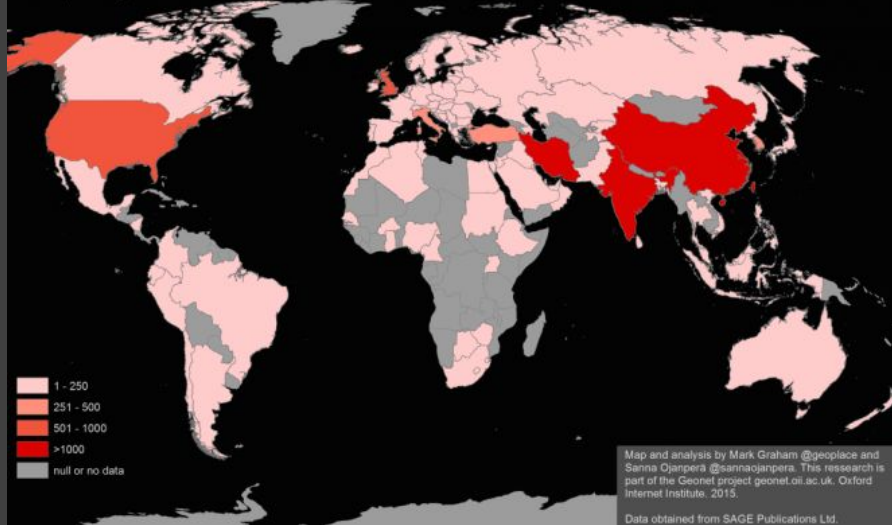 1 - 250
251 - 500
501 - 1000
>1000
null or no data
Map and analysis by Mark Graham @geoplace and
Sanna Ojanperä @sannaojanpera. This ressearch is
part of the Geonet project geonet.oii.ac.uk. Oxford
Internet Institute. 2015.
Data obtained from SAGE Publications Ltd.